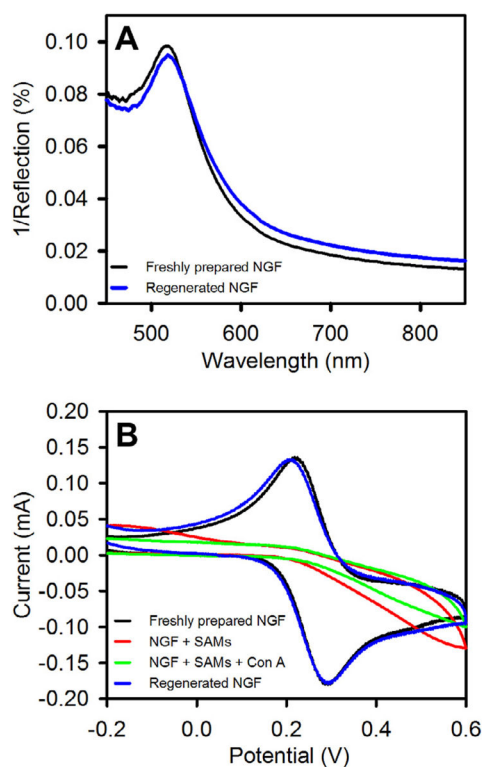 A
1/Reflection (%)
0.10
0.08
0.06
0.04
0.02
0.00
Freshly prepared NGF
Regenerated NGF
500 600 700 800
Wavelength (nm)
B
Current (mA)
0.20
0.15
0.10
0.05
0.00
-0.05
-0.10
-0.15
-0.20
Freshly prepared NGF
NGF + SAMs
NGF + SAMs + Con A
Regenerated NGF
-0.2 0.0 0.2 0.4 0.6
Potential (V)